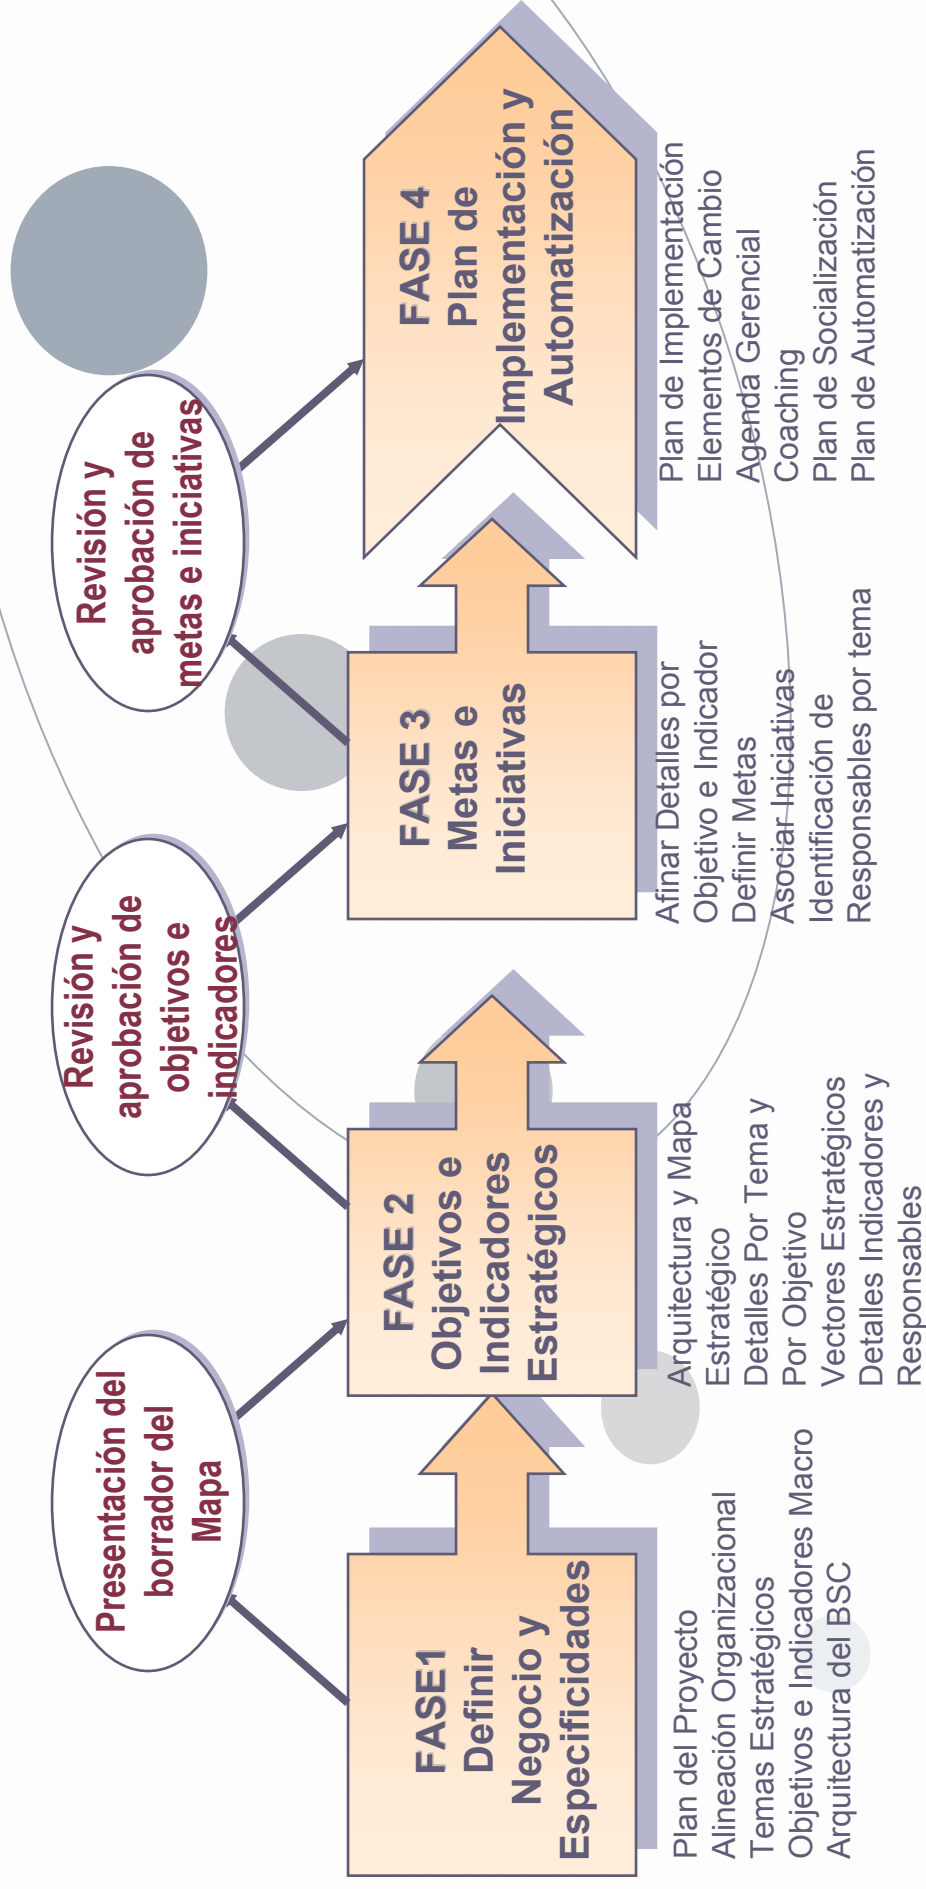 Presentación del
borrador del
Mapa
Revisión y
aprobación de
objetivos e
indicadores
Revisión y
aprobación de
metas e iniciativas
FASE1
Definir
Negocio y
Especificidades
FASE 2
Objetivos e
Indicadores
Estratégicos
FASE 3
Metas e
Iniciativas
FASE 4
Plan de
Implementación y
Automatización
Plan del Proyecto
Alineación Organizacional
Temas Estratégicos
Objetivos e Indicadores Macro
Arquitectura del BSC
Arquitectura y Mapa
Estratégico
Detalles Por Tema y
Por Objetivo
Vectores Estratégicos
Detalles Indicadores y
Responsables
Afinar Detalles por
Objetivo e Indicador
Definir Metas
Asociar Iniciativas
Identificación de
Responsables por tema
Plan de Implementación
Elementos de Cambio
Agenda Gerencial
Coaching
Plan de Socialización
Plan de Automatización